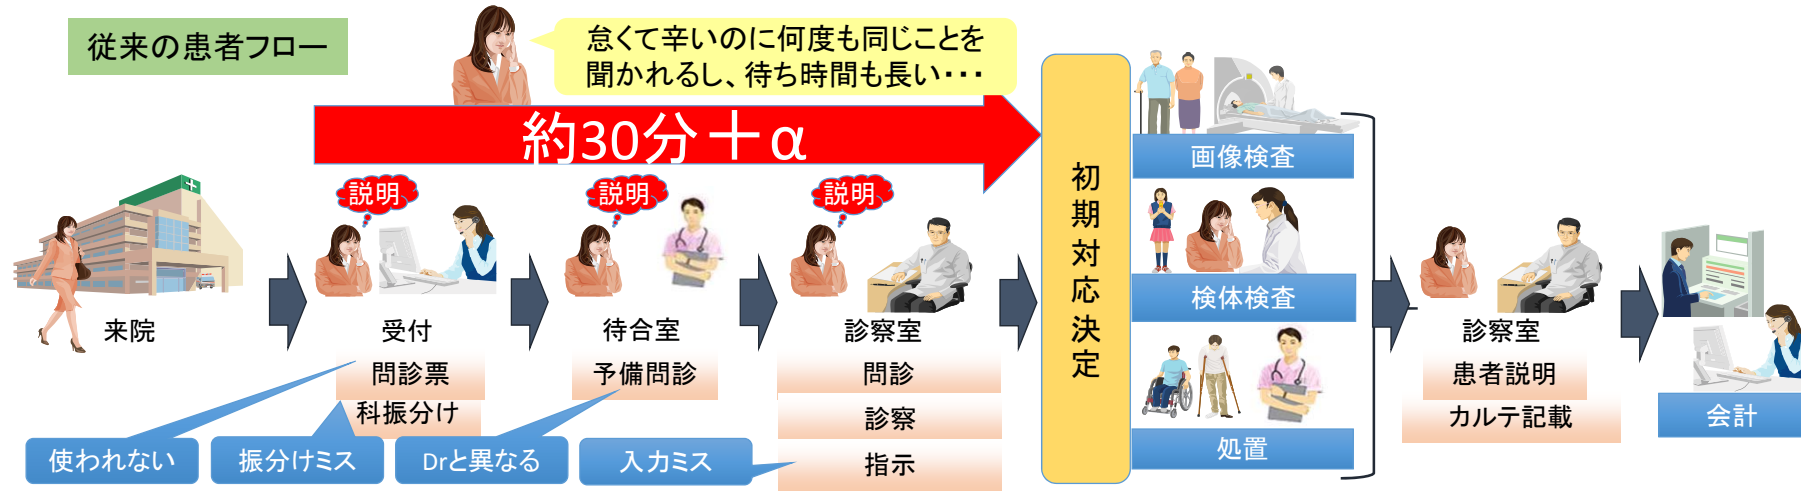 従来の患者フロー
怠くて辛いのに何度も同じことを
聞かれるし、待ち時間も長い・・・
約30分＋α
説明
説明
説明
来院
受付
問診票
科振分け
待合室
予備問診
診察室
問診
診察
指示
使われない
振分けミス
Drと異なる
入力ミス
初期対応決定
画像検査
検体検査
処置
診察室
患者説明
カルテ記載
会計